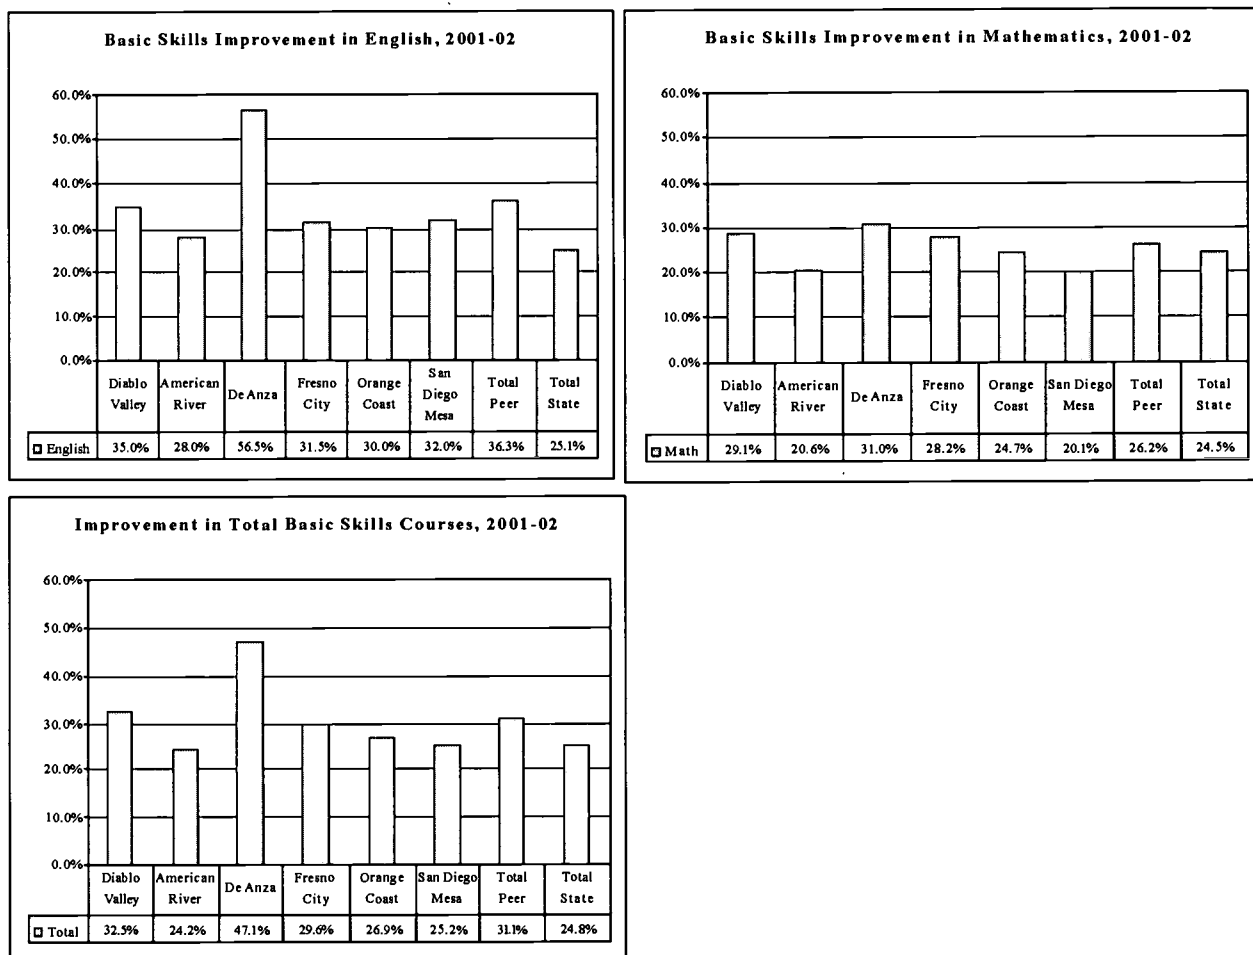 Basic Skills Improvement in English, 2001-02
60.0%
50.0%
40.0%
30.0%
20.0%
10.0%
0.0%
Diablo Valley American River De Anza Fresno City Orange Coast San Diego Mesa Total Peer Total State
English 35.0% 28.0% 56.5% 31.5% 30.0% 32.0% 36.3% 25.1%
Basic Skills Improvement in Mathematics, 2001-02
60.0%
50.0%
40.0%
30.0%
20.0%
10.0%
0.0%
Diablo Valley American River De Anza Fresno City Orange Coast San Diego Mesa Total Peer Total State
Math 29.1% 20.6% 31.0% 28.2% 24.7% 20.1% 26.2% 24.5%
Improvement in Total Basic Skills Courses, 2001-02
60.0%
50.0%
40.0%
30.0%
20.0%
10.0%
0.0%
Diablo Valley American River De Anza Fresno City Orange Coast San Diego Mesa Total Peer Total State
Total 32.5% 24.2% 47.1% 29.6% 26.9% 25.2% 31.1% 24.8%